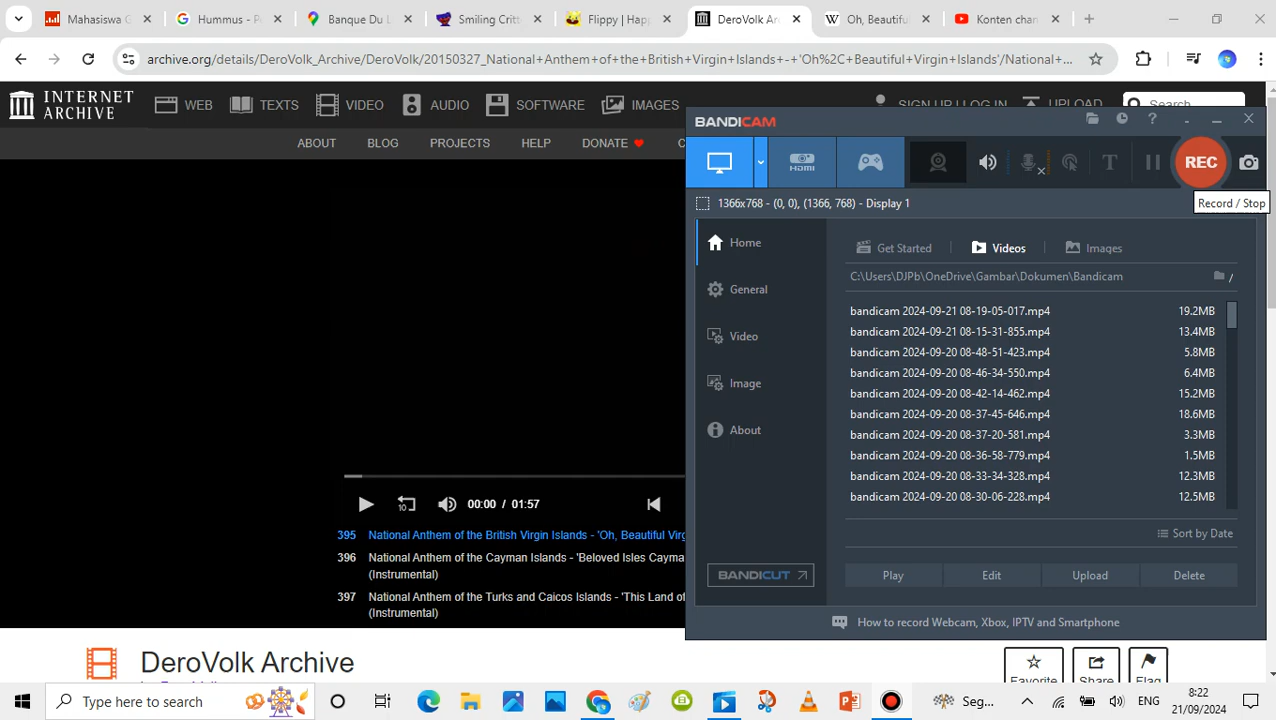 Mahasiswa G
Hummus - P
Banque Du L
Smiling Critt
Flippy | Hap
DeroVolk Ar
Oh, Beautiful
Konten char
archive.org/details/DeroVolk_Archive/DeroVolk/20150327_National+Anthem+of+the+British+Virgin+Islands+-+'Oh%2C+Beautiful+Virgin+Islands'/National+...
INTERNET ARCHIVE
WEB
TEXTS
VIDEO
AUDIO
SOFTWARE
IMAGES
SIGN UP | LOG IN
UPLOAD
Search
ABOUT
BLOG
PROJECTS
HELP
DONATE
BANDICAM
HDMI
REC
1366x768 - (0, 0), (1366, 768) - Display 1
Record / Stop
Home
General
Video
Image
About
BANDICUT
Get Started
Videos
Images
C:\Users\DJPb\OneDrive\Gambar\Dokumen\Bandicam
/
bandicam 2024-09-21 08-19-05-017.mp4 19.2MB
bandicam 2024-09-21 08-15-31-855.mp4 13.4MB
bandicam 2024-09-20 08-48-51-423.mp4 5.8MB
bandicam 2024-09-20 08-46-34-550.mp4 6.4MB
bandicam 2024-09-20 08-42-14-462.mp4 15.2MB
bandicam 2024-09-20 08-37-45-646.mp4 18.6MB
bandicam 2024-09-20 08-37-20-581.mp4 3.3MB
bandicam 2024-09-20 08-36-58-779.mp4 1.5MB
bandicam 2024-09-20 08-33-34-328.mp4 12.3MB
bandicam 2024-09-20 08-30-06-228.mp4 12.5MB
Sort by Date
Play
Edit
Upload
Delete
How to record Webcam, Xbox, IPTV and Smartphone
10
00:00 / 01:57
395 National Anthem of the British Virgin Islands - 'Oh, Beautiful Virg
396 National Anthem of the Cayman Islands - 'Beloved Isles Cayma
(Instrumental)
397 National Anthem of the Turks and Caicos Islands - 'This Land of
(Instrumental)
DeroVolk Archive
Favorite
Share
Flag
Type here to search
Seg...
ENG
8:22
21/09/2024